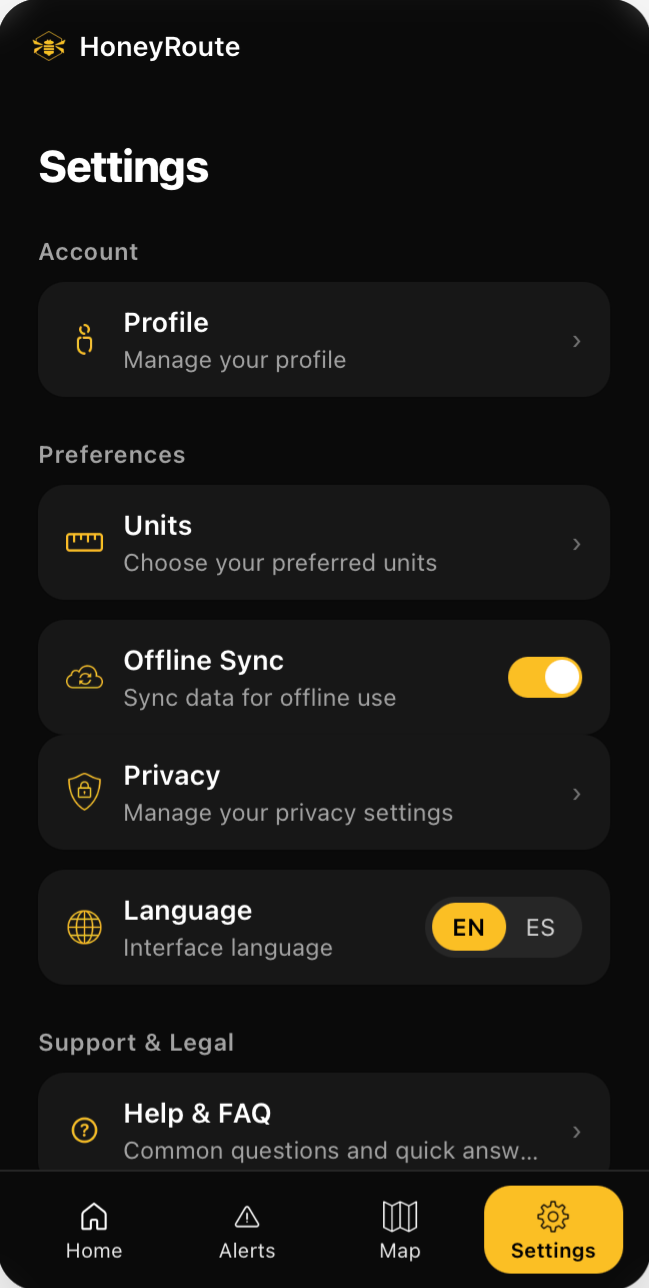 HoneyRoute
Settings
Account
Profile
Manage your profile
Preferences
Units
Choose your preferred units
Offline Sync
Sync data for offline use
Privacy
Manage your privacy settings
Language
Interface language
EN ES
Support & Legal
Help & FAQ
Common questions and quick answ...
Home Alerts Map Settings